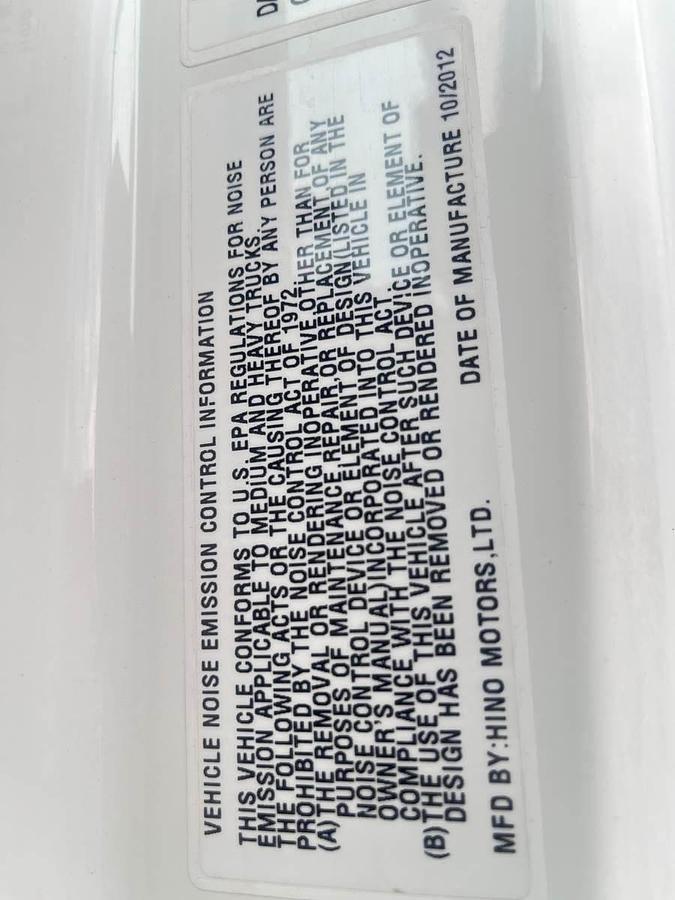 VEHICLE NOISE EMISSION CONTROL INFORMATION
THIS VEHICLE CONFORMS TO U.S. EPA REGULATIONS FOR NOISE
EMISSION APPLICABLE TO MEDIUM AND HEAVY TRUCKS.
THE FOLLOWING ACTS OR THE CAUSING THEREOF BY ANY PERSON ARE
PROHIBITED BY THE NOISE CONTROL ACT OF 1972.
(A) THE REMOVAL OR RENDERING INOPERATIVE OTHER THAN FOR
PURPOSES OF MAINTENANCE REPAIR, OR REPLACEMENT OF ANY
NOISE CONTROL DEVICE OR ELEMENT OF DESIGN (LISTED IN THE
OWNER'S MANUAL) INCORPORATED INTO THIS VEHICLE IN
COMPLIANCE WITH THE NOISE CONTROL ACT.
(B) THE USE OF THIS VEHICLE AFTER SUCH DEVICE OR ELEMENT OF
DESIGN HAS BEEN REMOVED OR RENDERED INOPERATIVE.
DATE OF MANUFACTURE 10/2012
MFD BY:HINO MOTORS,LTD.